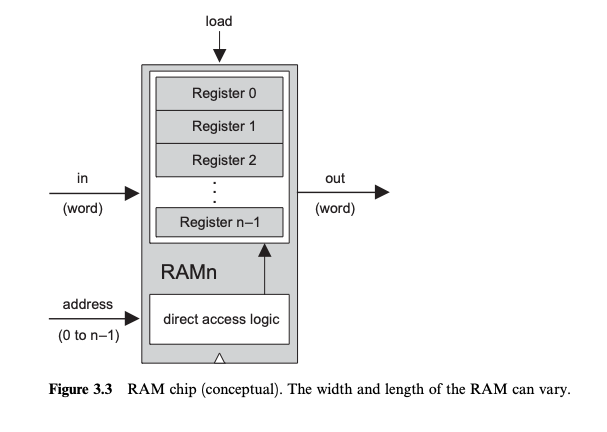 load
Register 0
Register 1
Register 2
in
(word)
out
(word)
Register n–1
RAMn
address
(0 to n–1)
direct access logic
Figure 3.3 RAM chip (conceptual). The width and length of the RAM can vary.